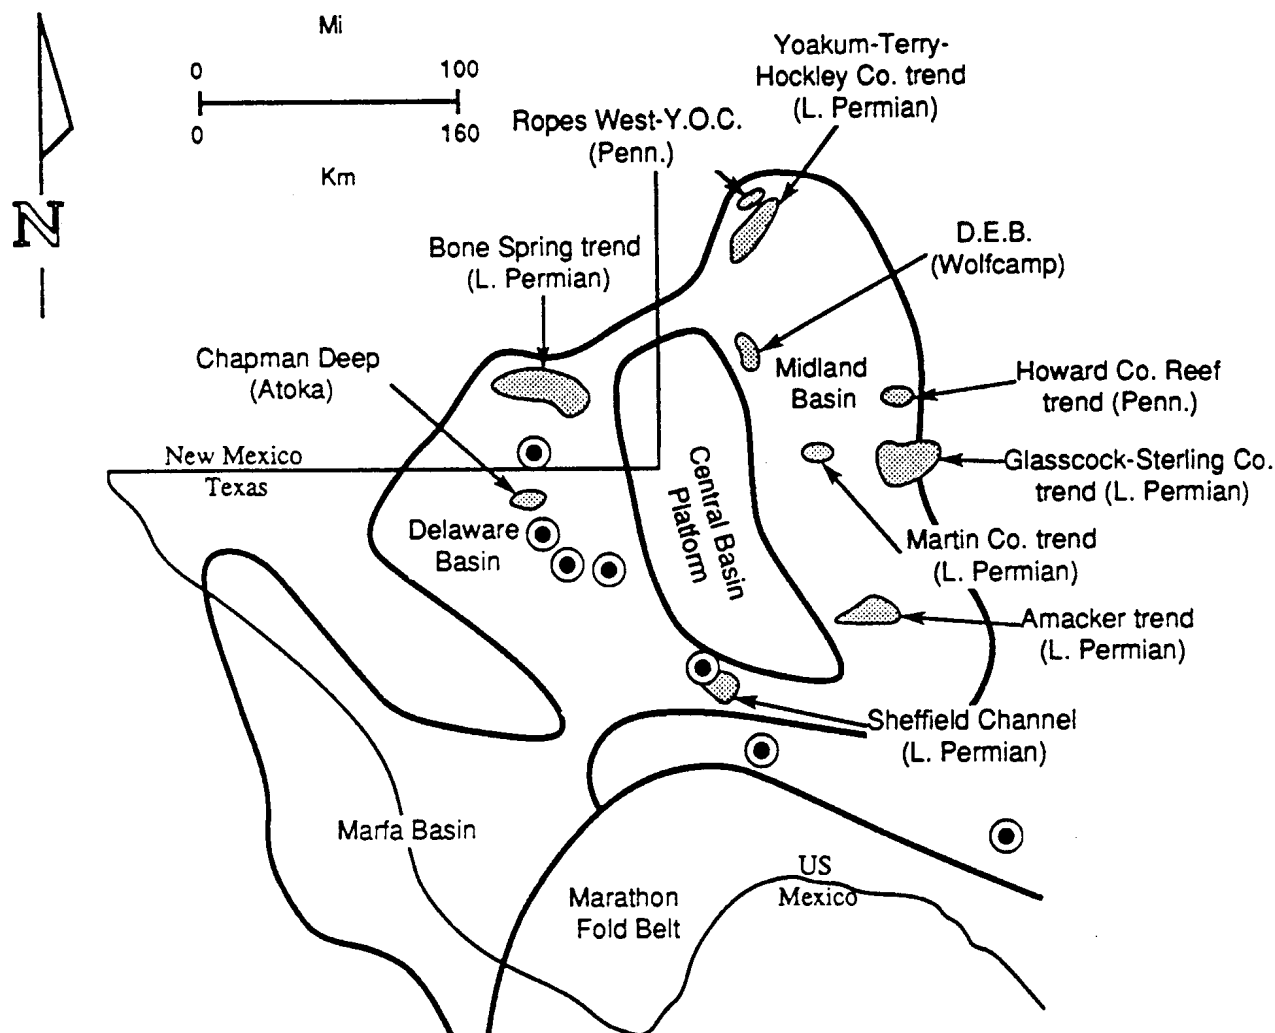 Mi
0 100
0 160
Km
N
Yoakum-Terry-
Hockley Co. trend
(L. Permian)
Ropes West-Y.O.C.
(Penn.)
Bone Spring trend
(L. Permian)
D.E.B.
(Wolfcamp)
Chapman Deep
(Atoka)
Midland
Basin
Howard Co. Reef
trend (Penn.)
New Mexico
Texas
Glasscock-Sterling Co.
trend (L. Permian)
Central Basin
Platform
Delaware
Basin
Martin Co. trend
(L. Permian)
Amacker trend
(L. Permian)
Sheffield Channel
(L. Permian)
Marfa Basin
US
Mexico
Marathon
Fold Belt